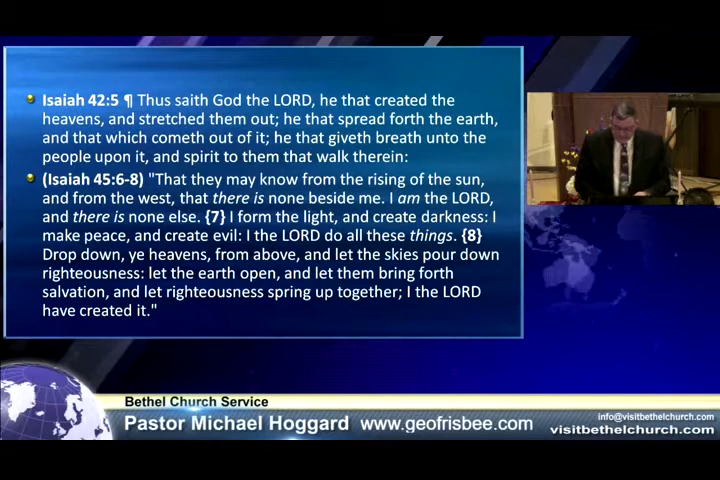 Isaiah 42:5 ¶ Thus saith God the LORD, he that created the
heavens, and stretched them out; he that spread forth the earth,
and that which cometh out of it; he that giveth breath unto the
people upon it, and spirit to them that walk therein:
(Isaiah 45:6-8) "That they may know from the rising of the sun,
and from the west, that there is none beside me. I am the LORD,
and there is none else. {7} I form the light, and create darkness: I
make peace, and create evil: I the LORD do all these things. {8}
Drop down, ye heavens, from above, and let the skies pour down
righteousness: let the earth open, and let them bring forth
salvation, and let righteousness spring up together; I the LORD
have created it."
Bethel Church Service
Pastor Michael Hoggard www.geofrisbee.com
info@visitbethelchurch.com
visitbethelchurch.com